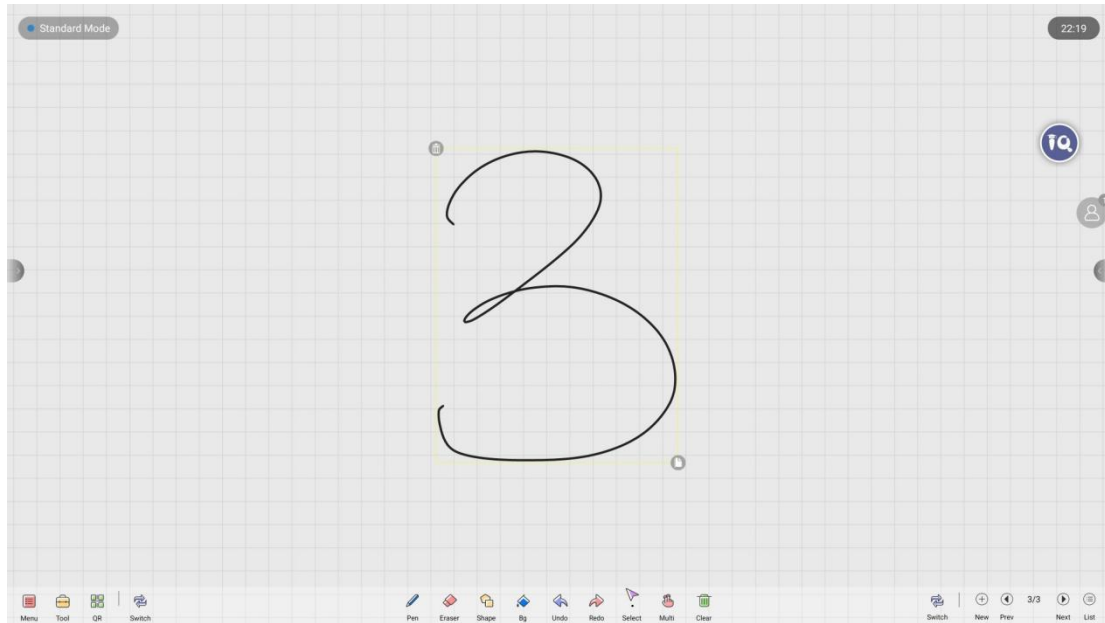 Standard Mode
22:19
3
Menu Tool QR Switch Pen Eraser Shape Bg Undo Redo Select Multi Clear Switch New Prev 3/3 Next List